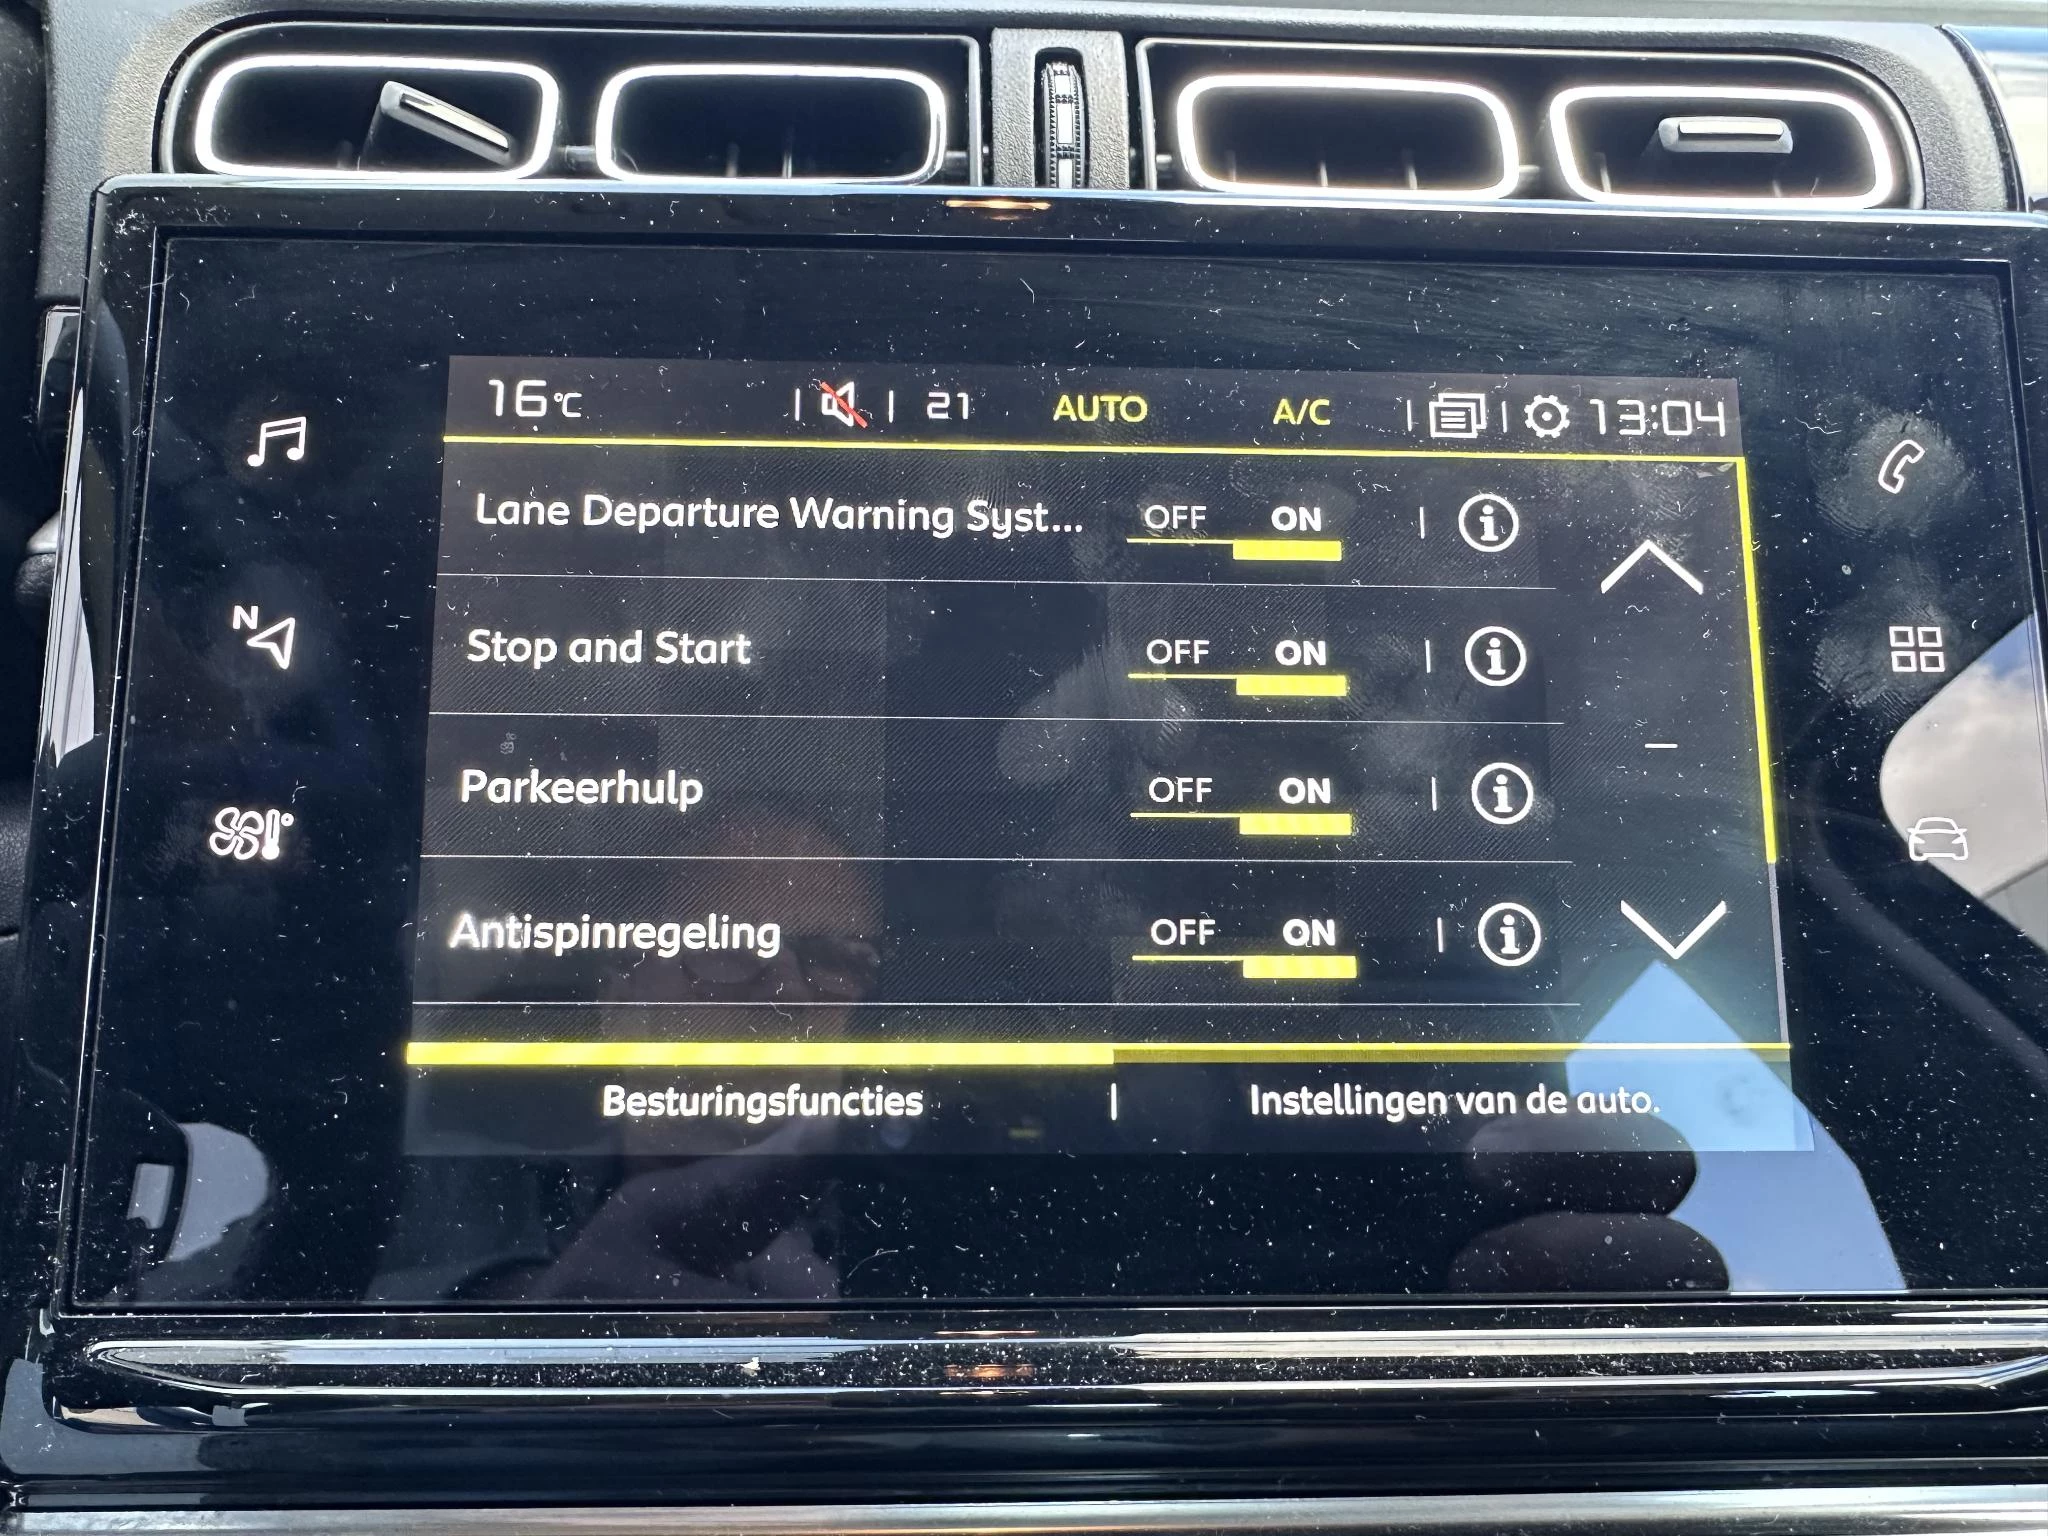 16°C 21 AUTO A/C 13:04
Lane Departure Warning Syst... OFF ON
Stop and Start OFF ON
Parkeerhulp OFF ON
Antispinregeling OFF ON
Besturingsfuncties Instellingen van de auto.
N